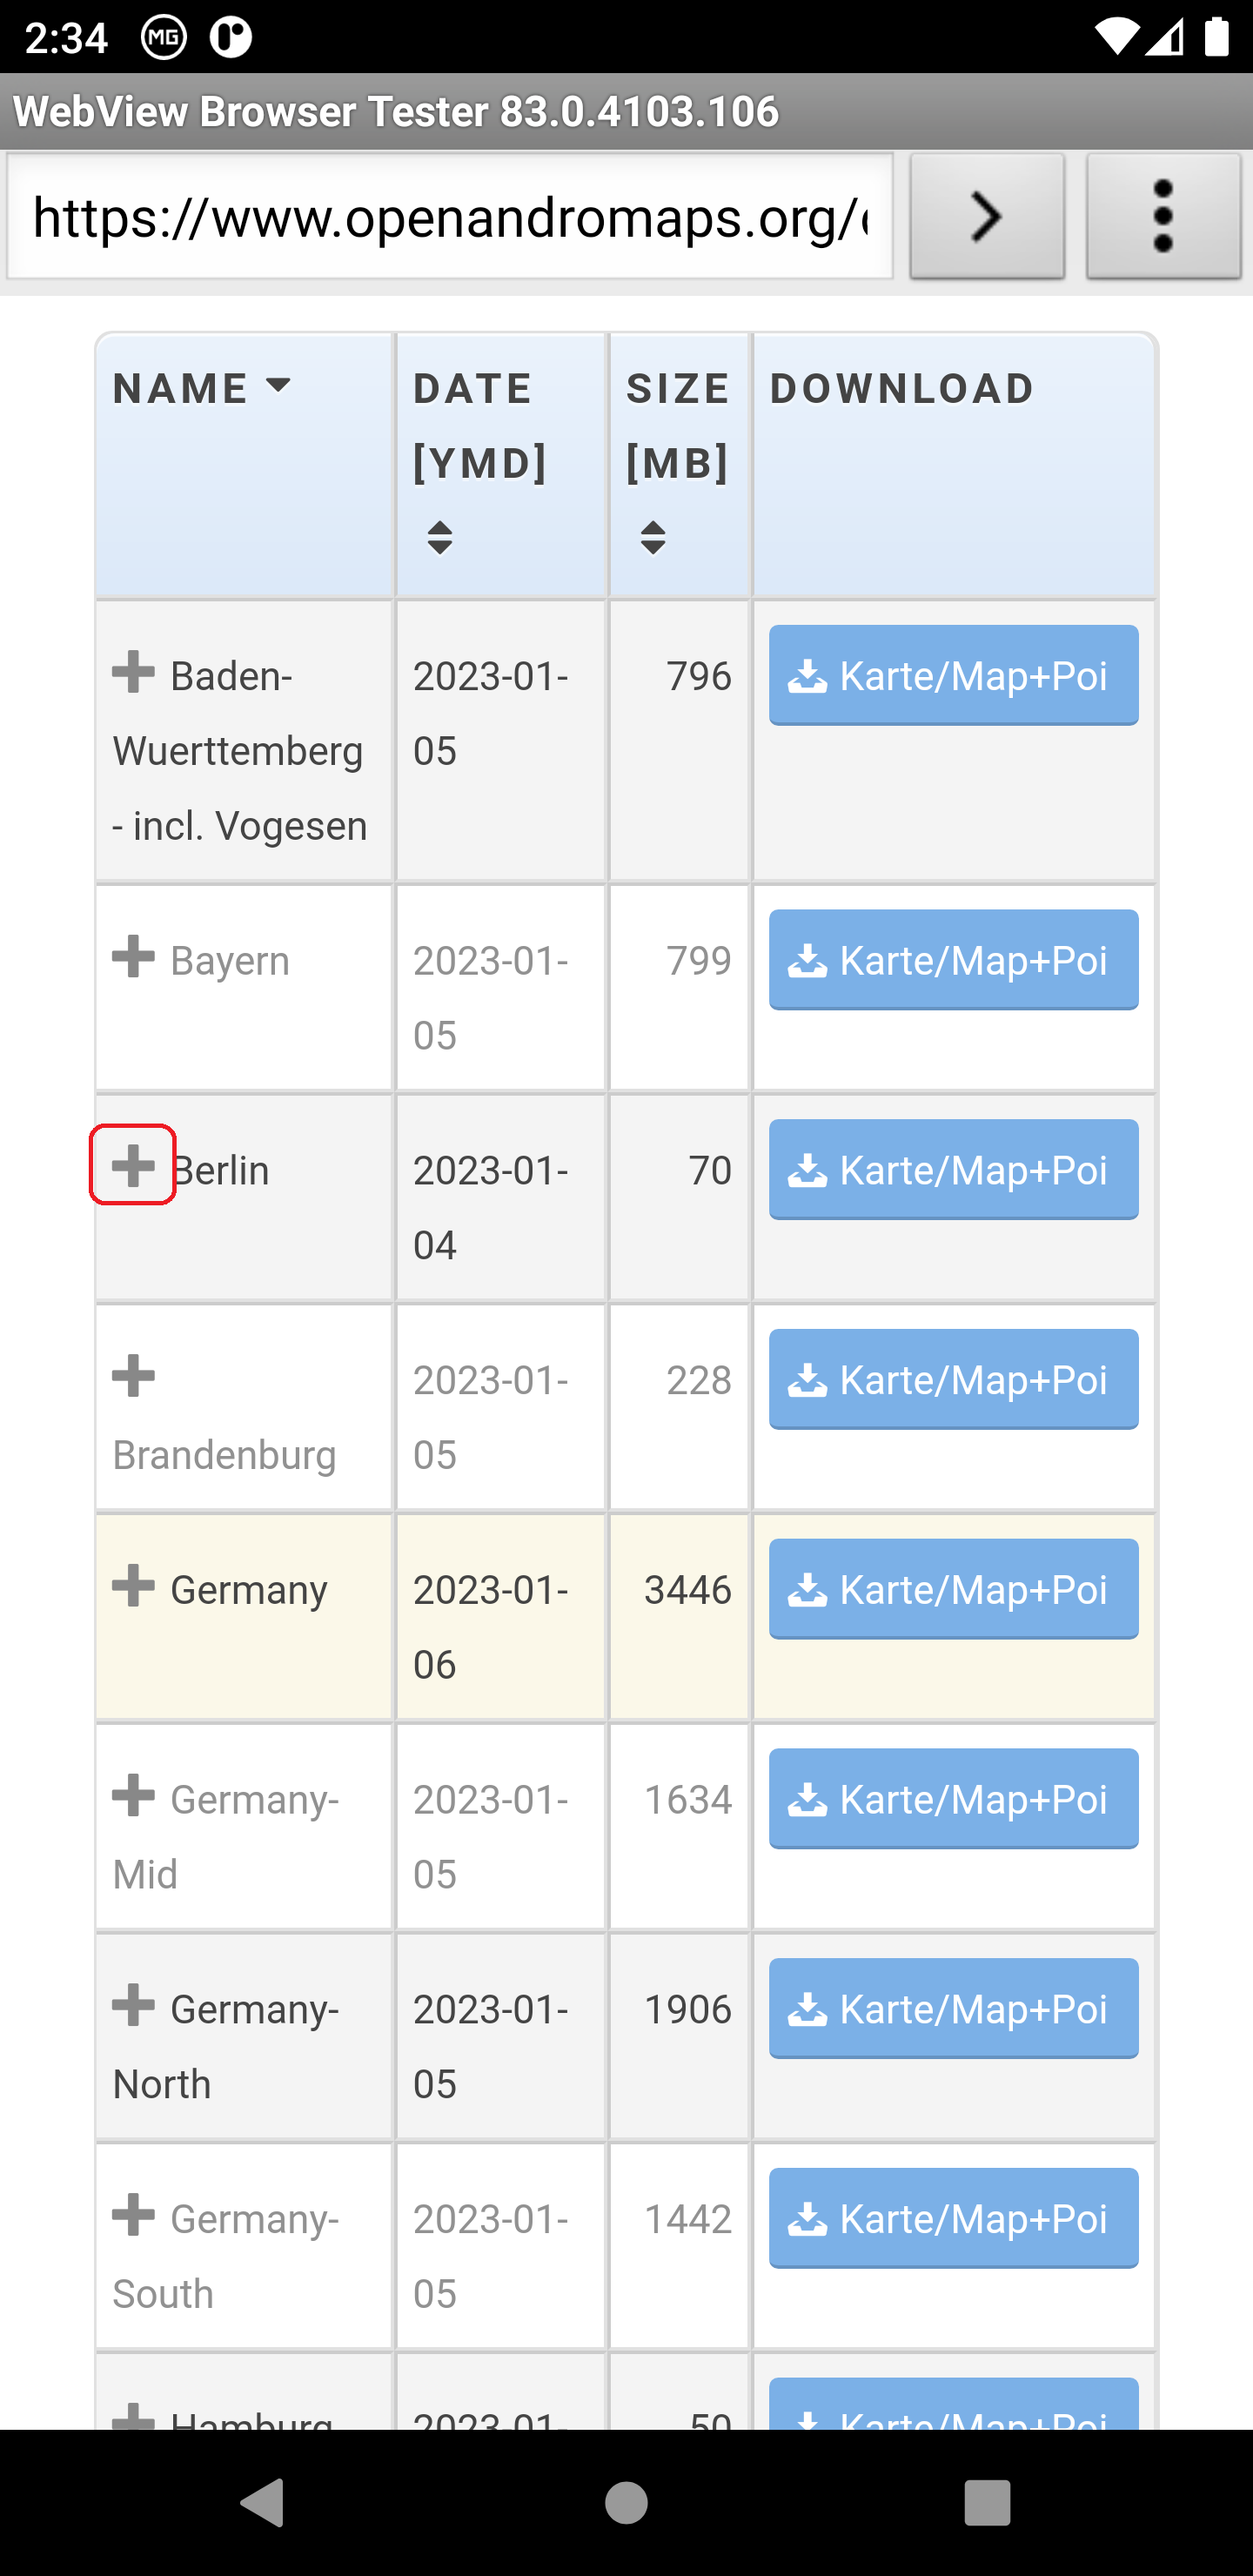 2:34 MG
WebView Browser Tester 83.0.4103.106
https://www.openandromaps.org/
NAME DATE SIZE DOWNLOAD
[YMD] [MB]
Baden- 2023-01- 796 Karte/Map+Poi
Wuerttemberg 05
- incl. Vogesen
Bayern 2023-01- 799 Karte/Map+Poi
05
Berlin 2023-01- 70 Karte/Map+Poi
04
2023-01- 228 Karte/Map+Poi
Brandenburg 05
Germany 2023-01- 3446 Karte/Map+Poi
06
Germany- 2023-01- 1634 Karte/Map+Poi
Mid 05
Germany- 2023-01- 1906 Karte/Map+Poi
North 05
Germany- 2023-01- 1442 Karte/Map+Poi
South 05
Hamburg 2023-01- 50 Karte/Map+Poi